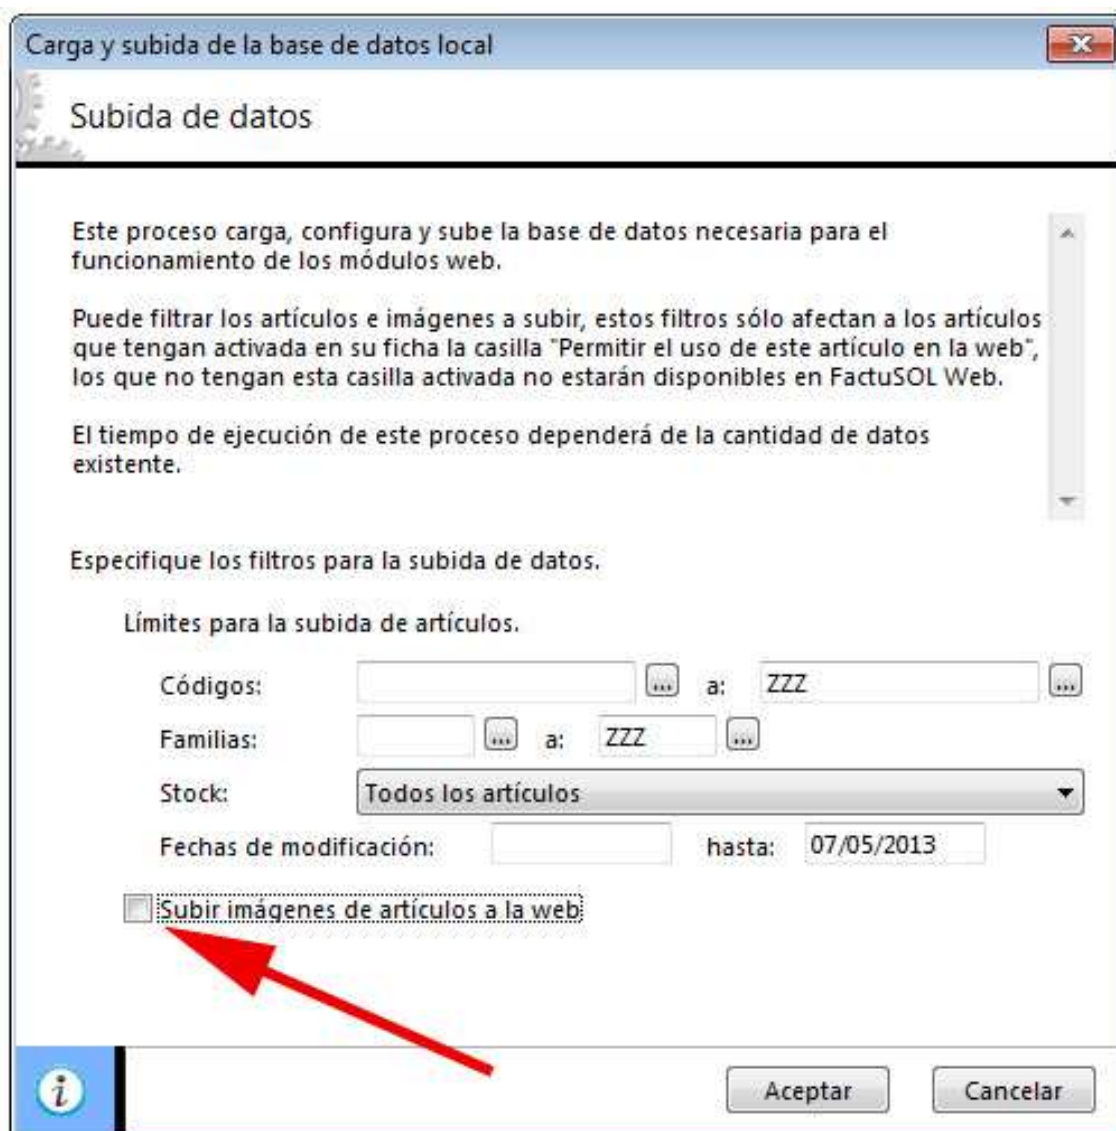 Carga y subida de la base de datos local
Subida de datos
Este proceso carga, configura y sube la base de datos necesaria para el
funcionamiento de los módulos web.
Puede filtrar los artículos e imágenes a subir, estos filtros sólo afectan a los artículos
que tengan activada en su ficha la casilla "Permitir el uso de este artículo en la web",
los que no tengan esta casilla activada no estarán disponibles en FactuSOL Web.
El tiempo de ejecución de este proceso dependerá de la cantidad de datos
existente.
Especifique los filtros para la subida de datos.
Límites para la subida de artículos.
Códigos: ... a: ZZZ ...
Familias: ... a: ZZZ ...
Stock: Todos los artículos
Fechas de modificación: hasta: 07/05/2013
Subir imágenes de artículos a la web
i Aceptar Cancelar